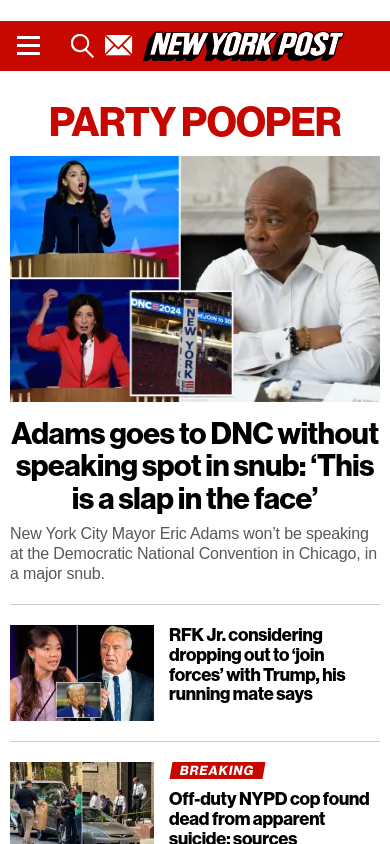 NEW YORK POST
PARTY POOPER
DNC★2024
NEW YORK
Adams goes to DNC without
speaking spot in snub: ‘This
is a slap in the face’
New York City Mayor Eric Adams won’t be speaking
at the Democratic National Convention in Chicago, in
a major snub.
RFK Jr. considering
dropping out to ‘join
forces’ with Trump, his
running mate says
BREAKING
Off-duty NYPD cop found
dead from apparent
suicide: sources